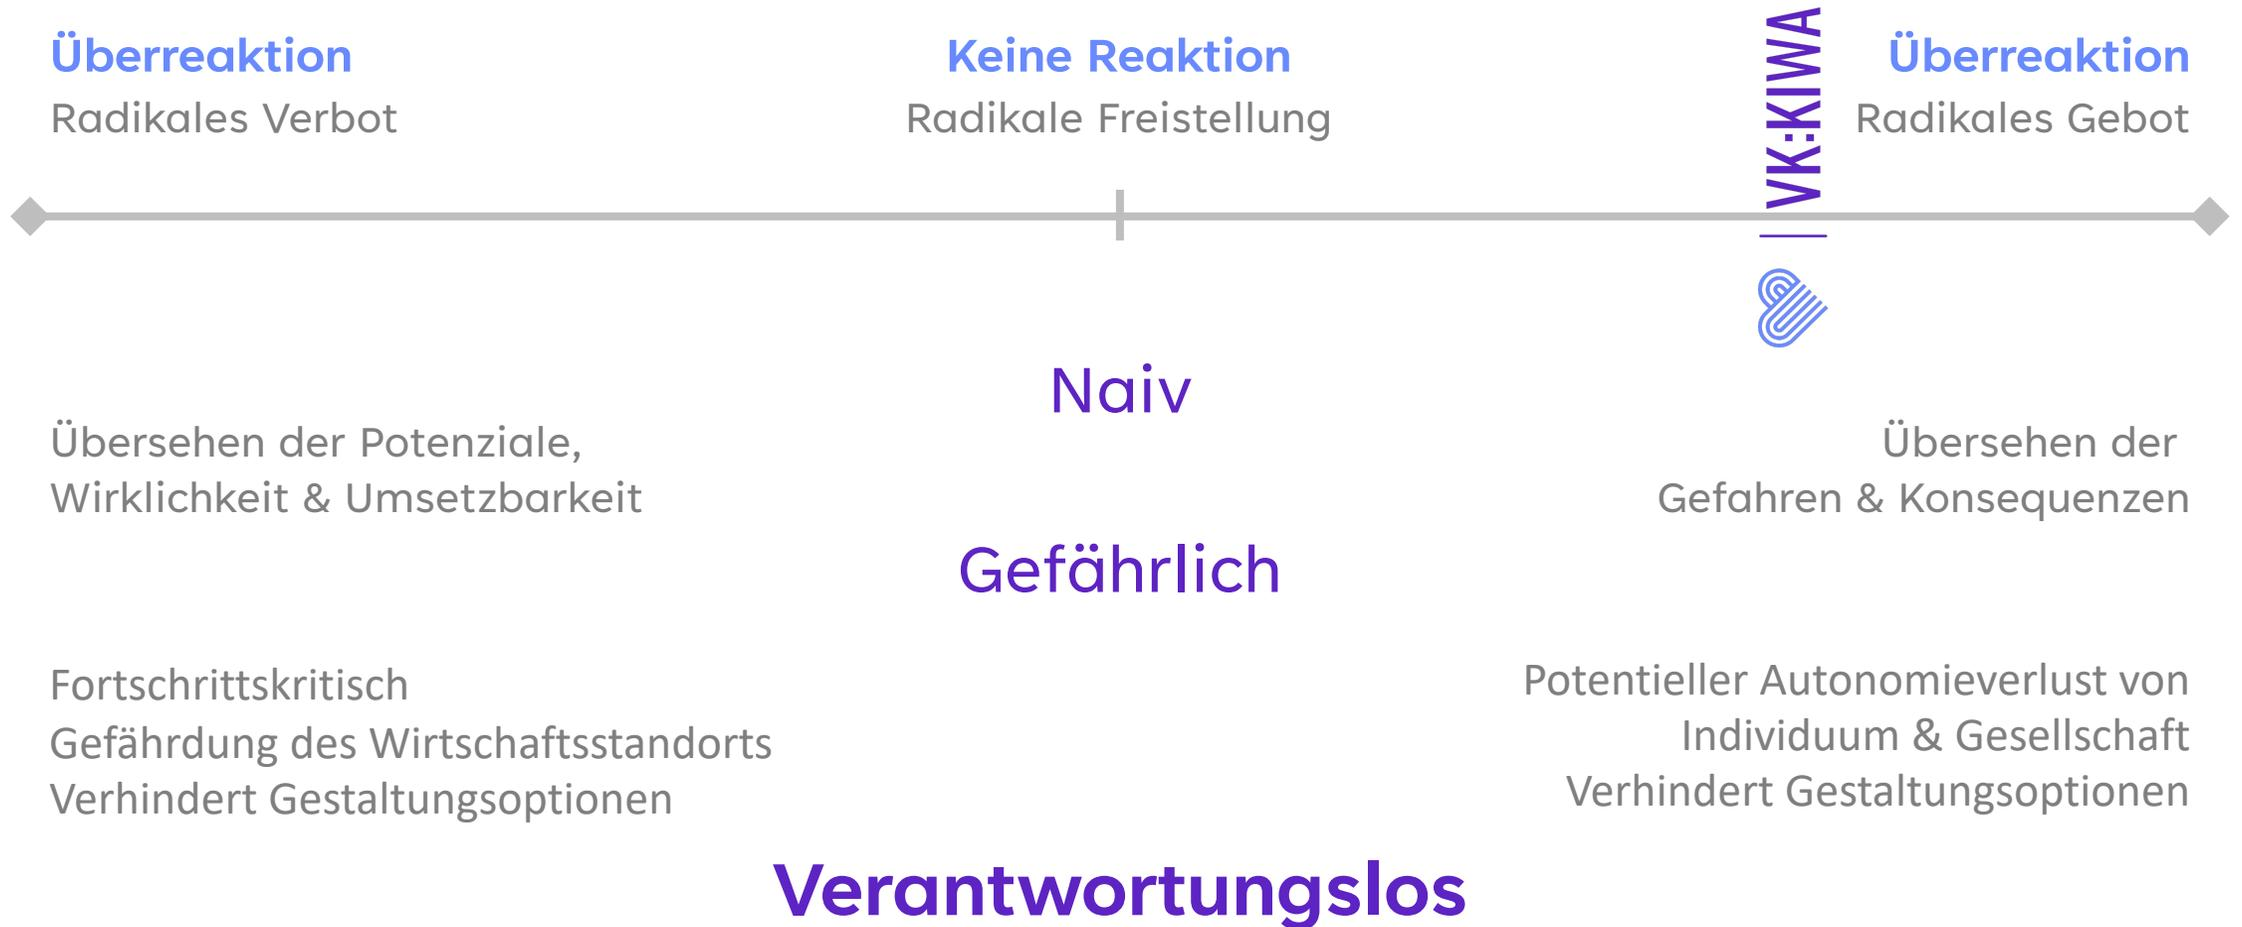 Überreaktion
Radikales Verbot
Keine Reaktion
Radikale Freistellung
VK:KIWA
Überreaktion
Radikales Gebot
Naiv
Übersehen der Potenziale,
Wirklichkeit & Umsetzbarkeit
Übersehen der
Gefahren & Konsequenzen
Gefährlich
Fortschrittskritisch
Gefährdung des Wirtschaftsstandorts
Verhindert Gestaltungsoptionen
Potentieller Autonomieverlust von
Individuum & Gesellschaft
Verhindert Gestaltungsoptionen
Verantwortungslos